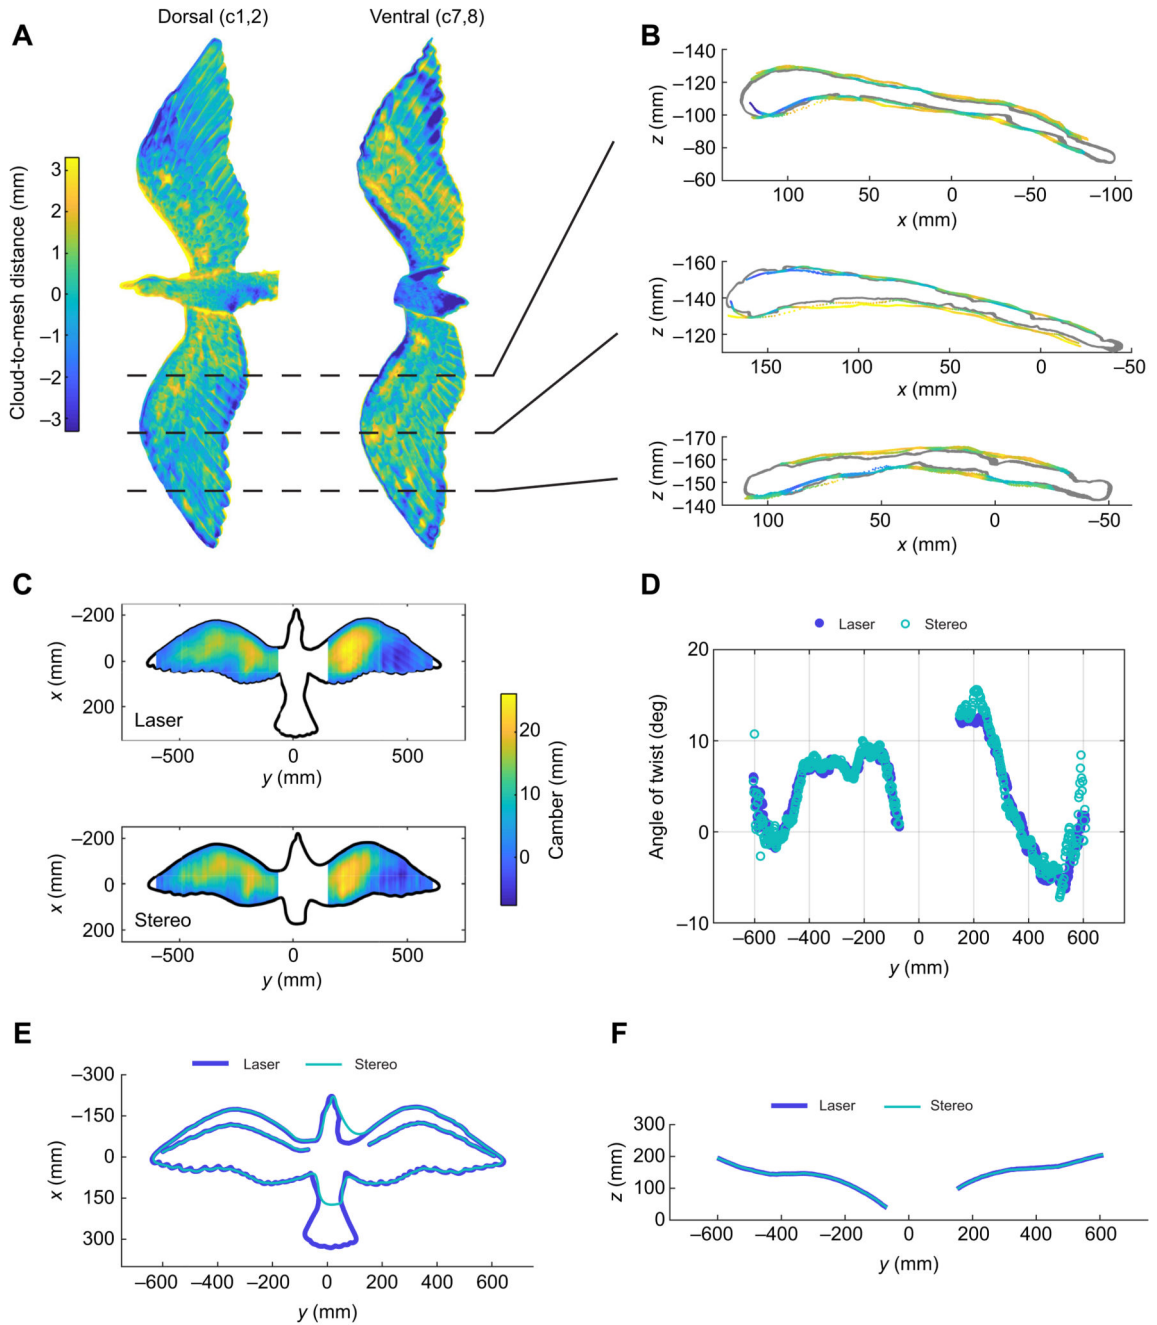 Dorsal (c1,2)
Ventral (c7,8)
A
Cloud-to-mesh distance (mm)
3
2
1
0
–1
–2
–3
B
–140
–120
–100
–80
–60
z (mm)
100
50
0
–50
–100
x (mm)
–160
–140
–120
z (mm)
150
100
50
0
–50
x (mm)
–170
–160
–150
–140
z (mm)
100
50
0
–50
x (mm)
C
–200
0
200
x (mm)
Laser
–500
0
500
y (mm)
–200
0
200
x (mm)
Stereo
–500
0
500
y (mm)
20
10
0
Camber (mm)
D
Laser
Stereo
20
10
0
–10
Angle of twist (deg)
–600
–400
–200
0
200
400
600
y (mm)
E
Laser
Stereo
–300
–150
0
150
300
x (mm)
–600
–400
–200
0
200
400
600
y (mm)
F
Laser
Stereo
300
200
100
0
z (mm)
–600
–400
–200
0
200
400
600
y (mm)